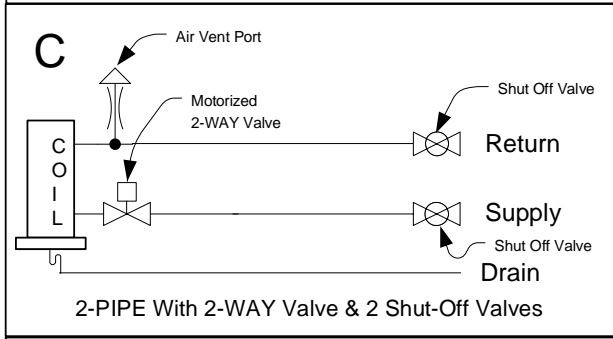 C
Air Vent Port
Motorized
2-WAY Valve
Shut Off Valve
COIL
Return
Supply
Shut Off Valve
Drain
2-PIPE With 2-WAY Valve & 2 Shut-Off Valves